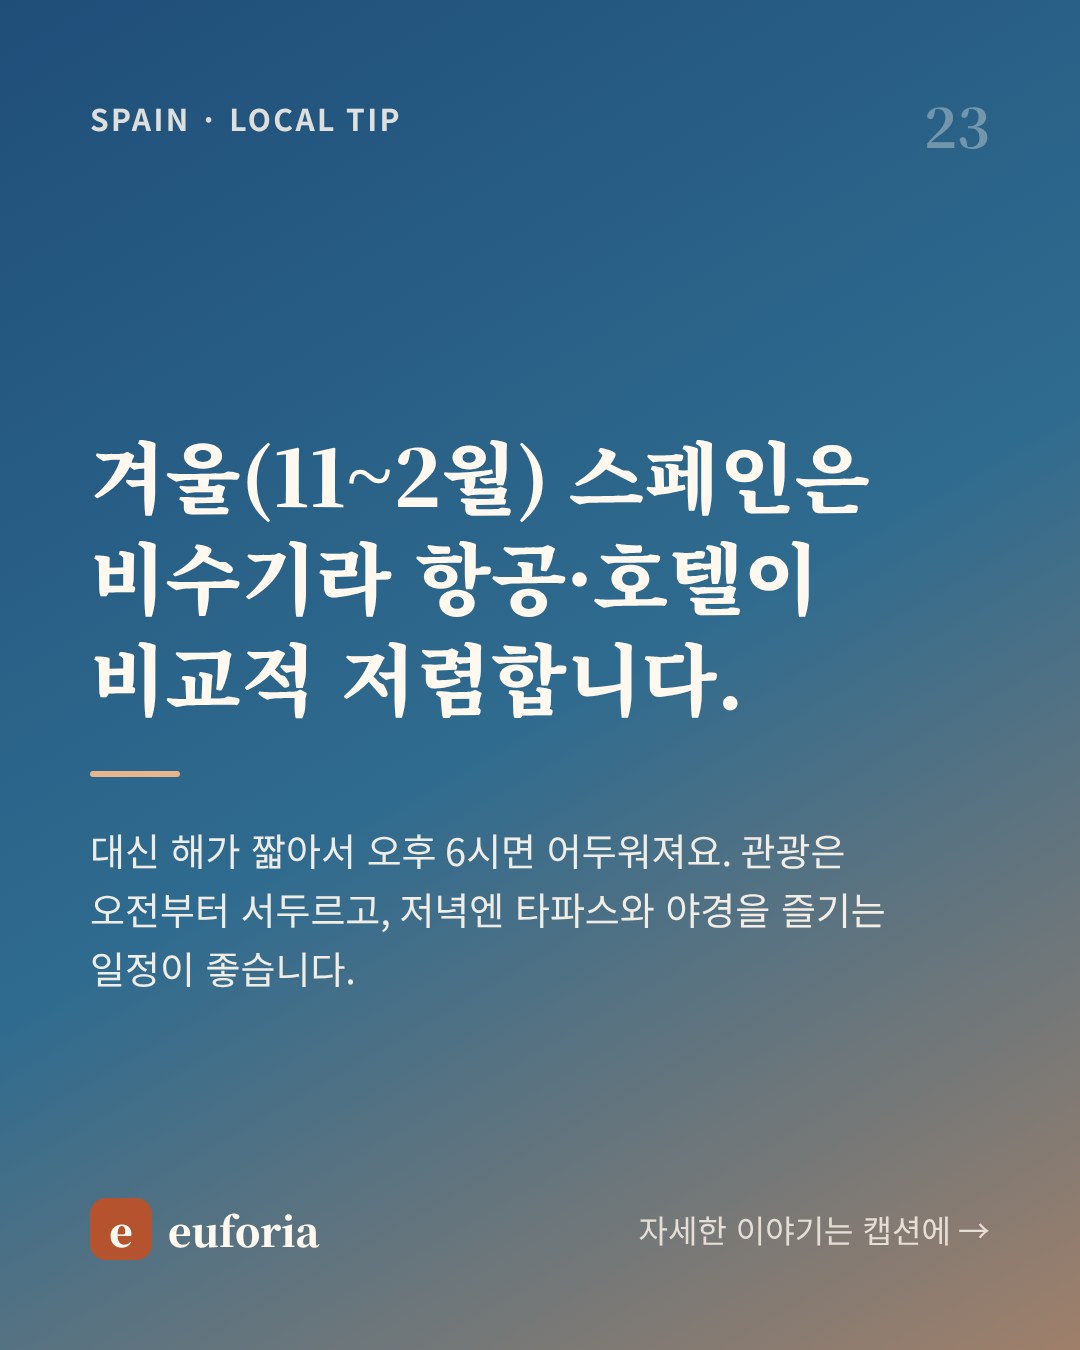 SPAIN · LOCAL TIP
23
겨울(11~2월) 스페인은
비수기라 항공·호텔이
비교적 저렴합니다.
대신 해가 짧아서 오후 6시면 어두워져요. 관광은
오전부터 서두르고, 저녁엔 타파스와 야경을 즐기는
일정이 좋습니다.
e euforia
자세한 이야기는 캡션에 →